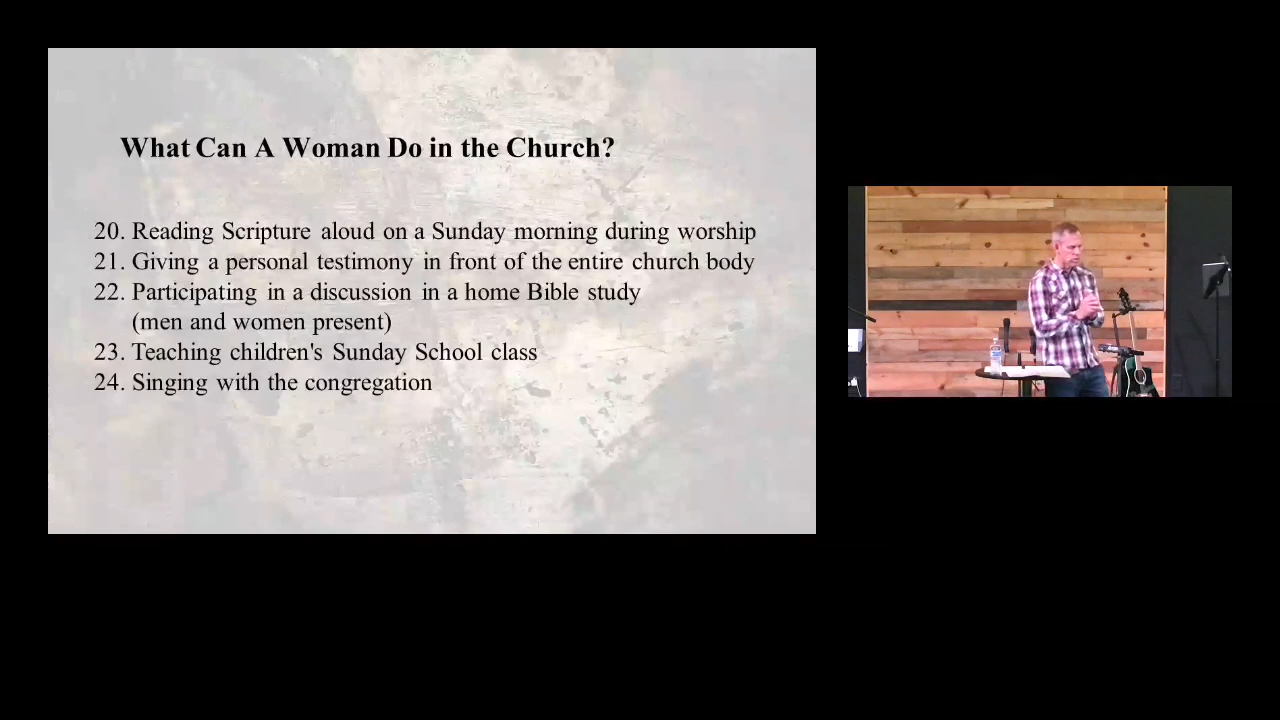 What Can A Woman Do in the Church?
20. Reading Scripture aloud on a Sunday morning during worship
21. Giving a personal testimony in front of the entire church body
22. Participating in a discussion in a home Bible study
(men and women present)
23. Teaching children's Sunday School class
24. Singing with the congregation